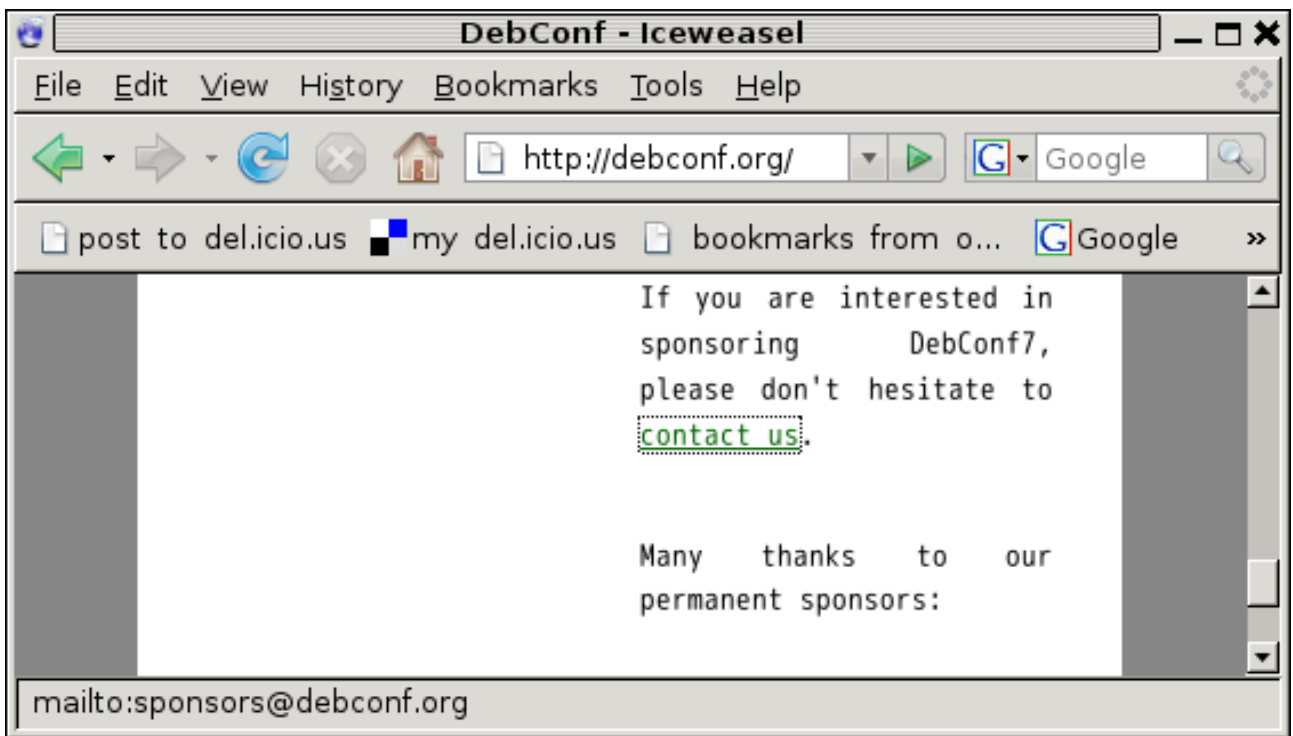 DebConf - Iceweasel
File Edit View History Bookmarks Tools Help
http://debconf.org/ G Google
post to del.icio.us my del.icio.us bookmarks from o... G Google »
If you are interested in
sponsoring DebConf7,
please don't hesitate to
contact us.
Many thanks to our
permanent sponsors:
mailto:sponsors@debconf.org